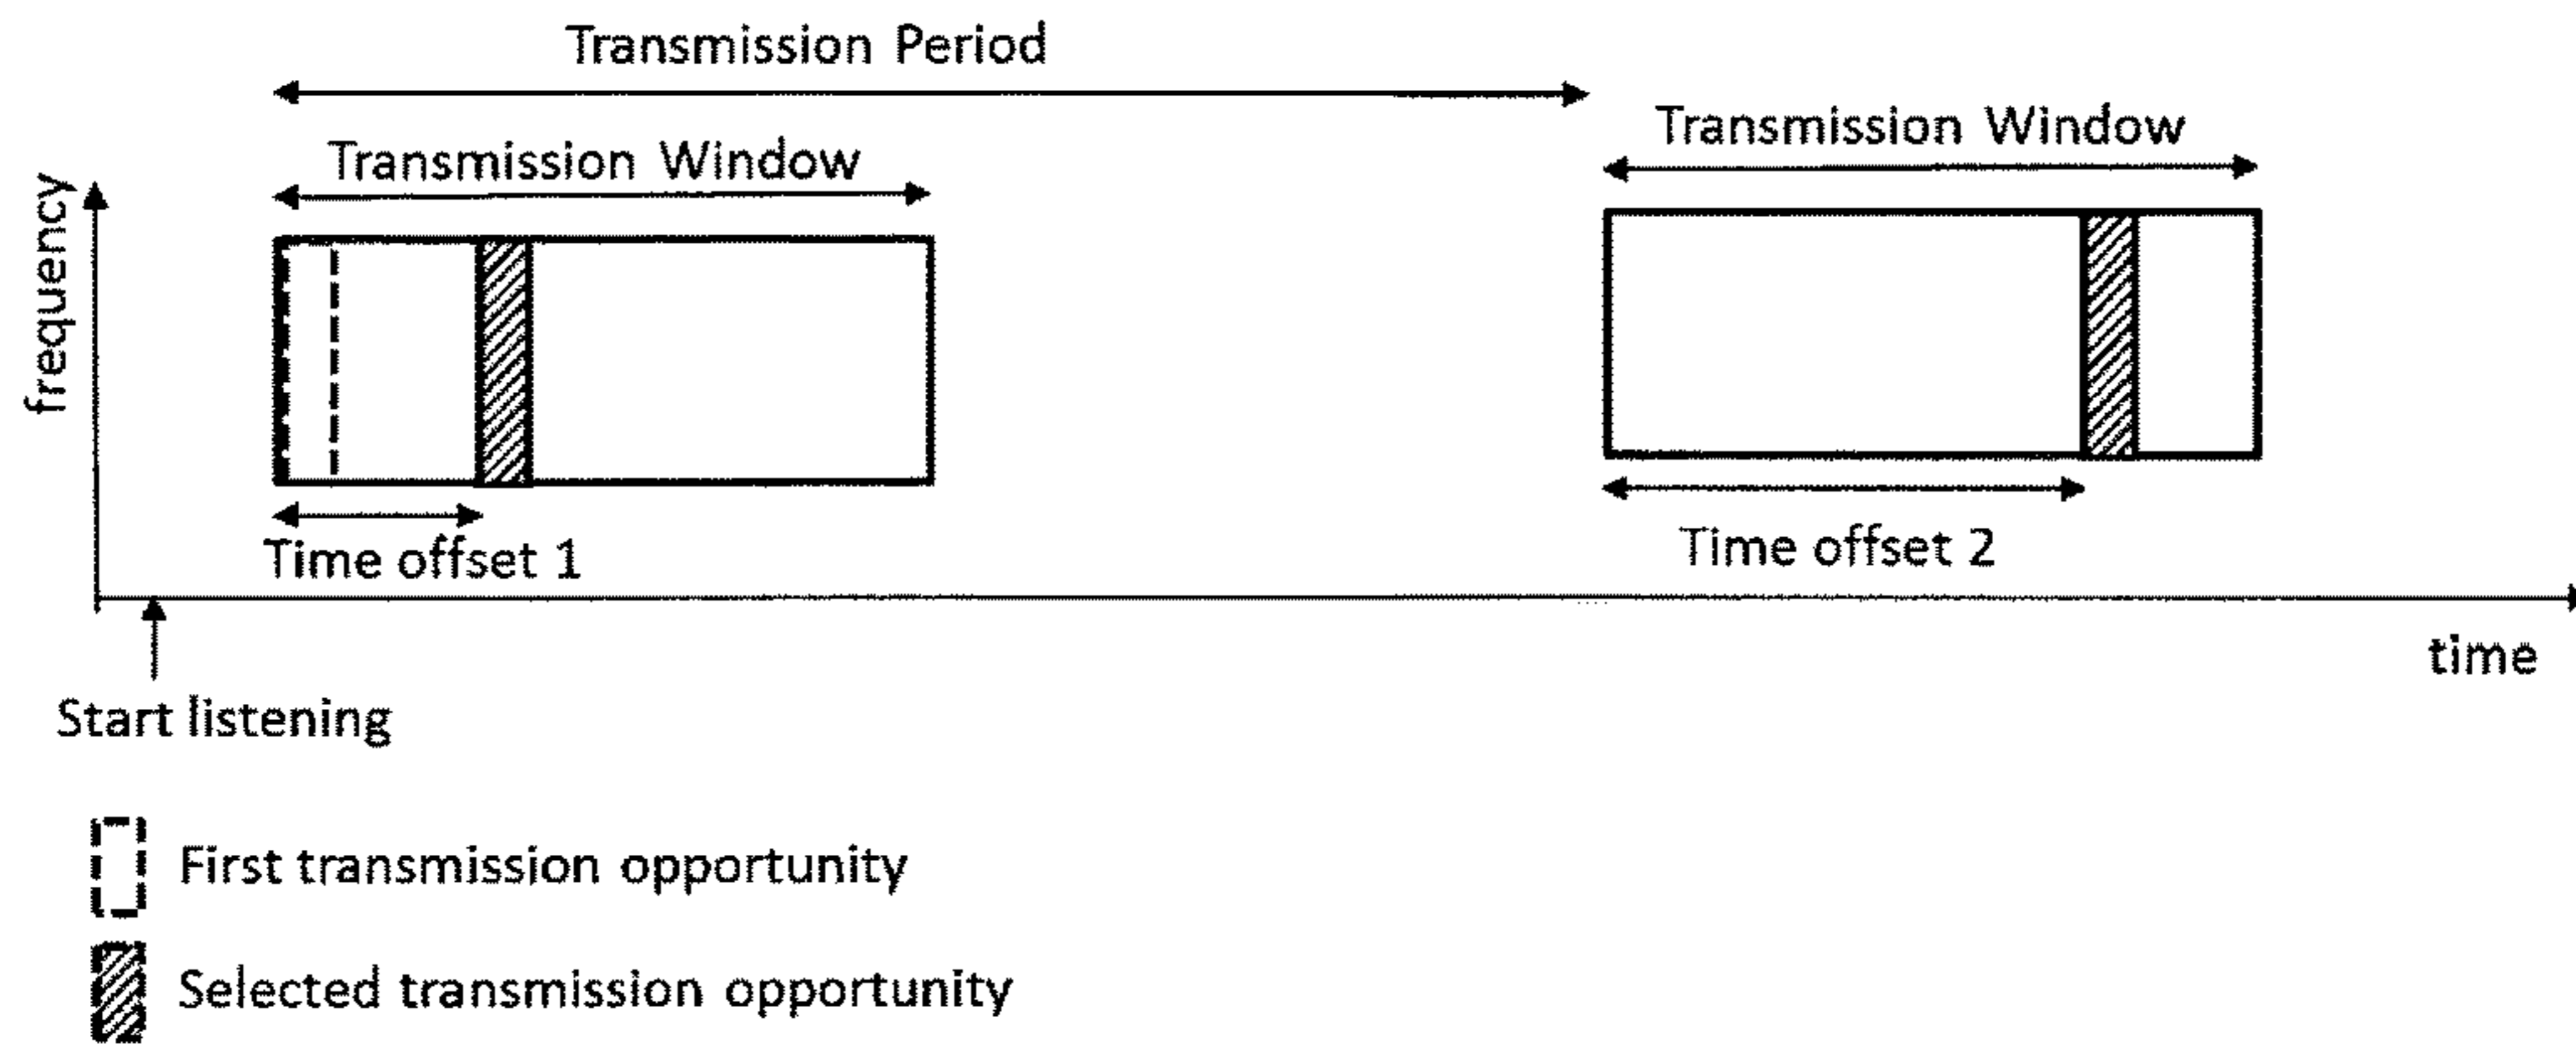 Transmission Period
Transmission Window
Transmission Window
frequency
Time offset 1
Time offset 2
time
Start listening
First transmission opportunity
Selected transmission opportunity